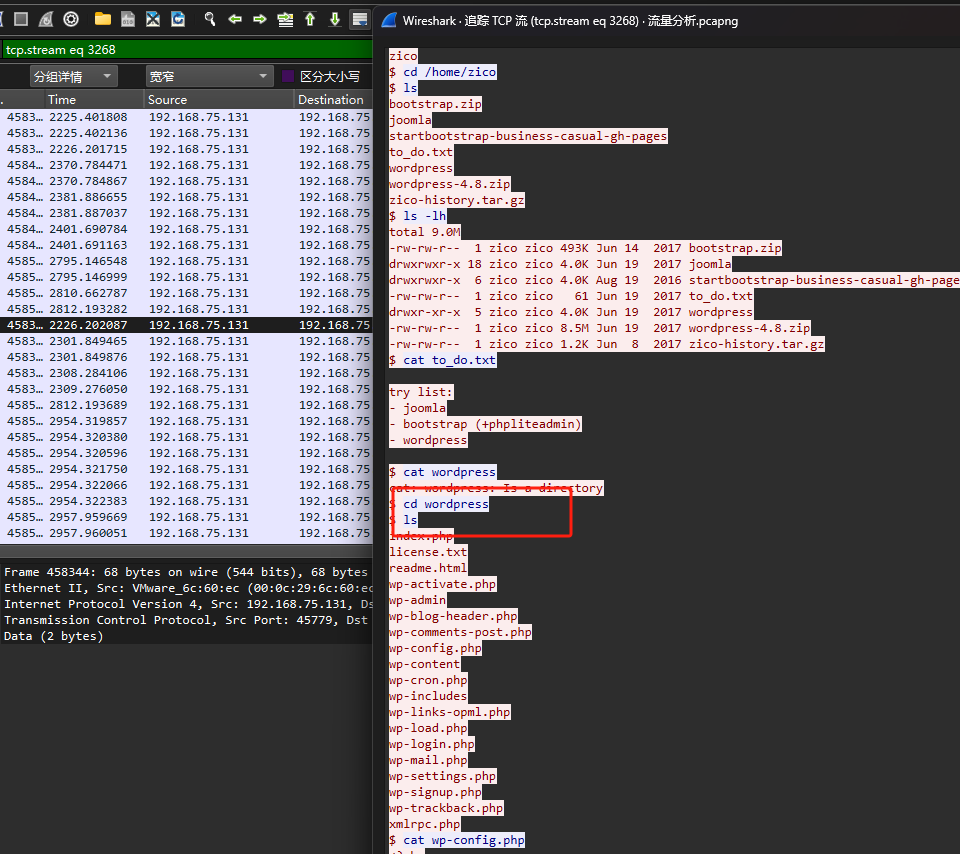 Wireshark · 追踪 TCP 流 (tcp.stream eq 3268) · 流量分析.pcapng
tcp.stream eq 3268
分组详情
宽窄
区分大小写
. Time Source Destination
4583… 2225.401808 192.168.75.131 192.168.75
4583… 2225.402136 192.168.75.131 192.168.75
4583… 2226.201715 192.168.75.131 192.168.75
4584… 2370.784471 192.168.75.131 192.168.75
4584… 2370.784867 192.168.75.131 192.168.75
4584… 2381.886655 192.168.75.131 192.168.75
4584… 2381.887037 192.168.75.131 192.168.75
4584… 2401.690784 192.168.75.131 192.168.75
4584… 2401.691163 192.168.75.131 192.168.75
4585… 2795.146548 192.168.75.131 192.168.75
4585… 2795.146999 192.168.75.131 192.168.75
4585… 2810.662787 192.168.75.131 192.168.75
4585… 2812.193282 192.168.75.131 192.168.75
4583… 2226.202087 192.168.75.131 192.168.75
4583… 2301.849465 192.168.75.131 192.168.75
4583… 2301.849876 192.168.75.131 192.168.75
4583… 2308.284106 192.168.75.131 192.168.75
4583… 2309.276050 192.168.75.131 192.168.75
4585… 2812.193689 192.168.75.131 192.168.75
4585… 2954.319857 192.168.75.131 192.168.75
4585… 2954.320380 192.168.75.131 192.168.75
4585… 2954.320596 192.168.75.131 192.168.75
4585… 2954.321750 192.168.75.131 192.168.75
4585… 2954.322066 192.168.75.131 192.168.75
4585… 2954.322383 192.168.75.131 192.168.75
4585… 2957.959669 192.168.75.131 192.168.75
4585… 2957.960051 192.168.75.131 192.168.75
Frame 458344: 68 bytes on wire (544 bits), 68 bytes
Ethernet II, Src: VMware_6c:60:ec (00:0c:29:6c:60:ec
Internet Protocol Version 4, Src: 192.168.75.131, Ds
Transmission Control Protocol, Src Port: 45779, Dst
Data (2 bytes)
zico
$ cd /home/zico
$ ls
bootstrap.zip
joomla
startbootstrap-business-casual-gh-pages
to_do.txt
wordpress
wordpress-4.8.zip
zico-history.tar.gz
$ ls -lh
total 9.0M
-rw-rw-r--  1 zico zico 493K Jun 14  2017 bootstrap.zip
drwxrwxr-x 18 zico zico 4.0K Jun 19  2017 joomla
drwxrwxr-x  6 zico zico 4.0K Aug 19  2016 startbootstrap-business-casual-gh-page
-rw-rw-r--  1 zico zico   61 Jun 19  2017 to_do.txt
drwxr-xr-x  5 zico zico 4.0K Jun 19  2017 wordpress
-rw-rw-r--  1 zico zico 8.5M Jun 19  2017 wordpress-4.8.zip
-rw-rw-r--  1 zico zico 1.2K Jun  8  2017 zico-history.tar.gz
$ cat to_do.txt
try list:
- joomla
- bootstrap (+phpliteadmin)
- wordpress
$ cat wordpress
cat: wordpress: Is a directory
$ cd wordpress
$ ls
index.php
license.txt
readme.html
wp-activate.php
wp-admin
wp-blog-header.php
wp-comments-post.php
wp-config.php
wp-content
wp-cron.php
wp-includes
wp-links-opml.php
wp-load.php
wp-login.php
wp-mail.php
wp-settings.php
wp-signup.php
wp-trackback.php
xmlrpc.php
$ cat wp-config.php